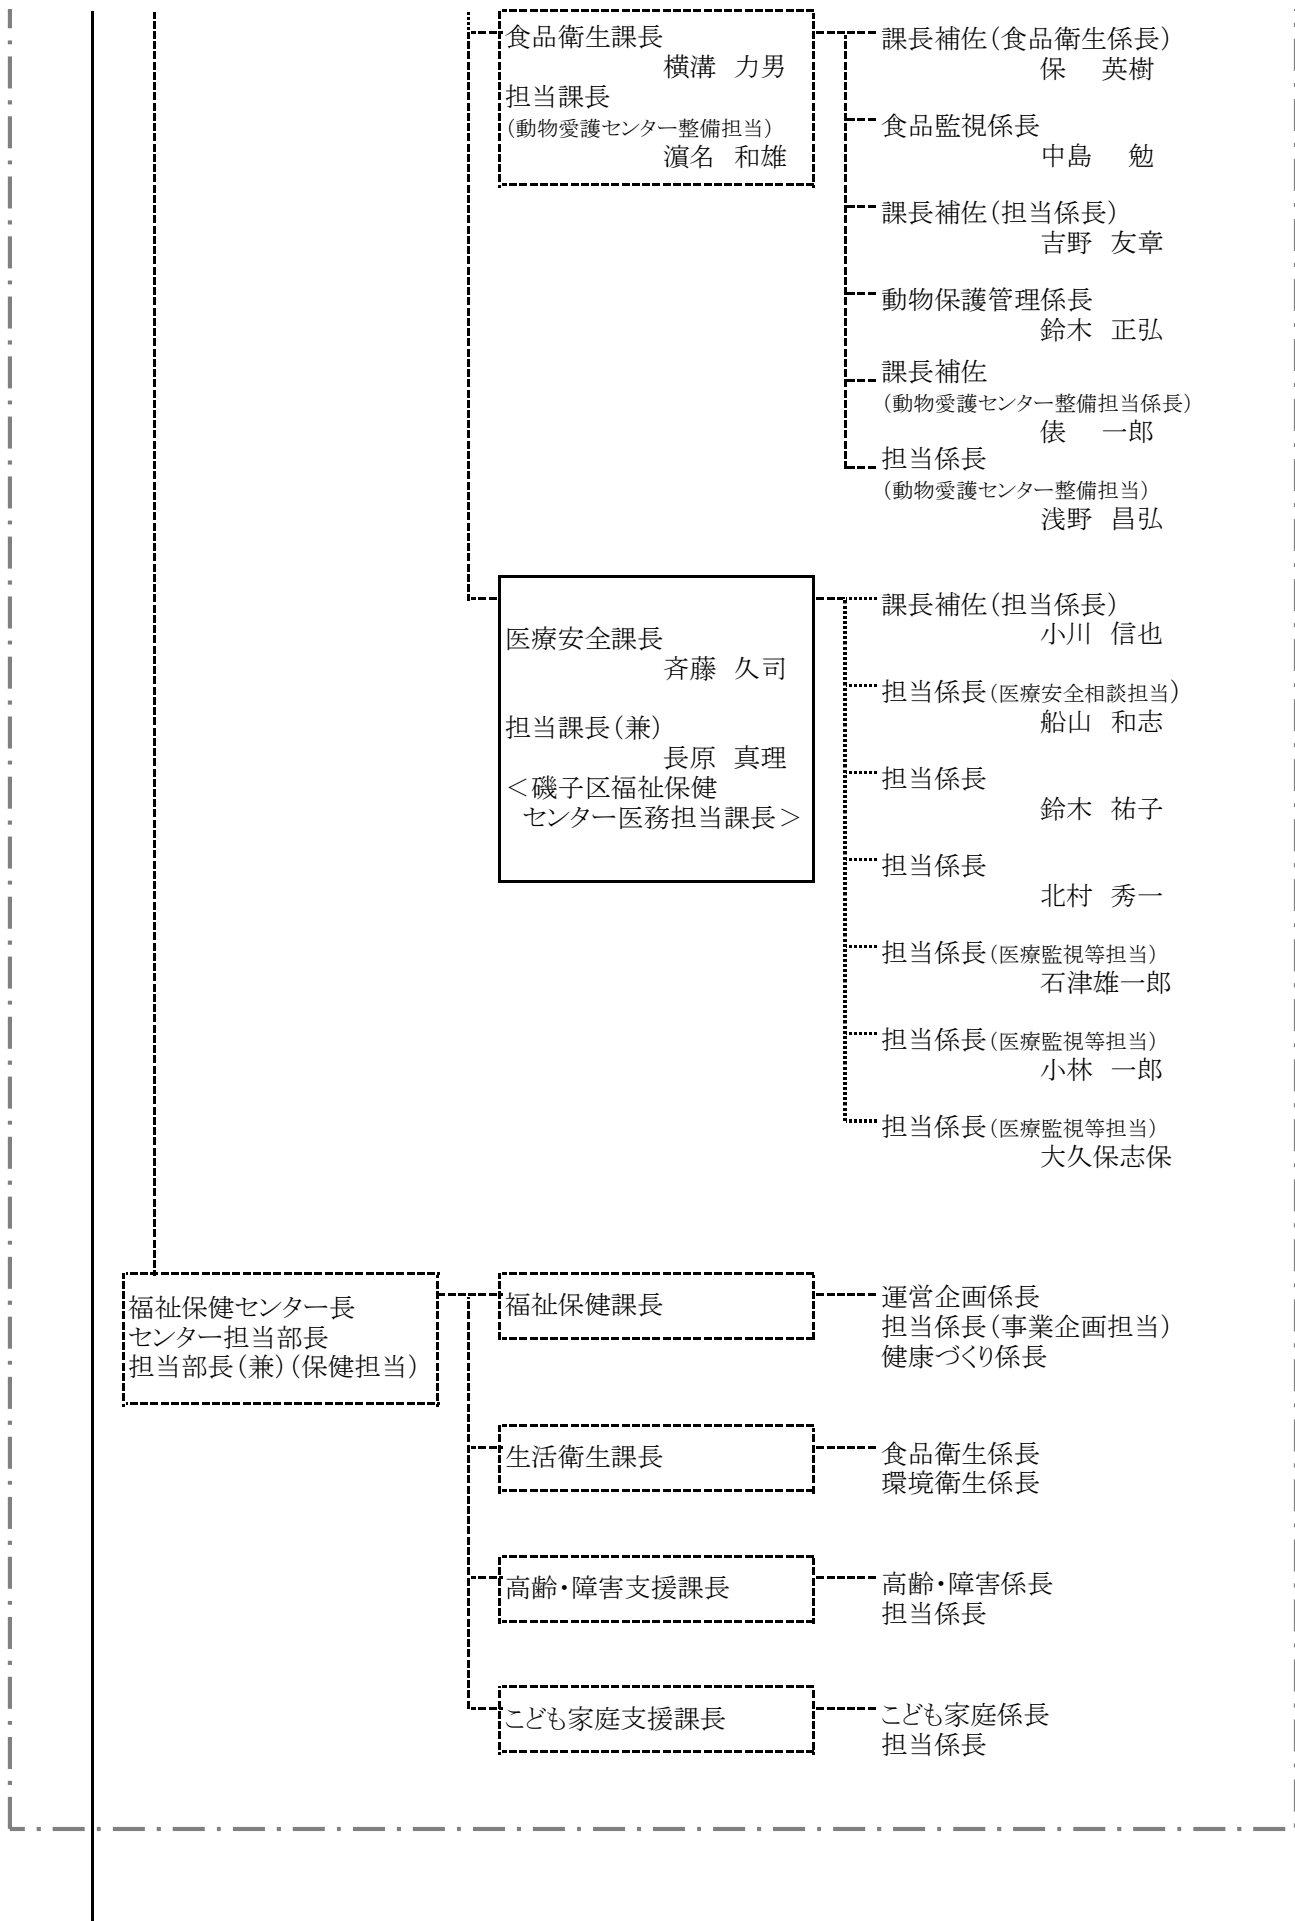 食品衛生課長
横溝 力男
担当課長
(動物愛護センター整備担当)
濵名 和雄
課長補佐(食品衛生係長)
保 英樹
食品監視係長
中島 勉
課長補佐(担当係長)
吉野 友章
動物保護管理係長
鈴木 正弘
課長補佐
(動物愛護センター整備担当係長)
俵 一郎
担当係長
(動物愛護センター整備担当)
浅野 昌弘
医療安全課長
斉藤 久司
担当課長(兼)
長原 真理
<磯子区福祉保健
センター医務担当課長>
課長補佐(担当係長)
小川 信也
担当係長(医療安全相談担当)
船山 和志
担当係長
鈴木 祐子
担当係長
北村 秀一
担当係長(医療監視等担当)
石津雄一郎
担当係長(医療監視等担当)
小林 一郎
担当係長(医療監視等担当)
大久保志保
福祉保健センター長
センター担当部長
担当部長(兼)(保健担当)
福祉保健課長
運営企画係長
担当係長(事業企画担当)
健康づくり係長
生活衛生課長
食品衛生係長
環境衛生係長
高齢・障害支援課長
高齢・障害係長
担当係長
こども家庭支援課長
こども家庭係長
担当係長